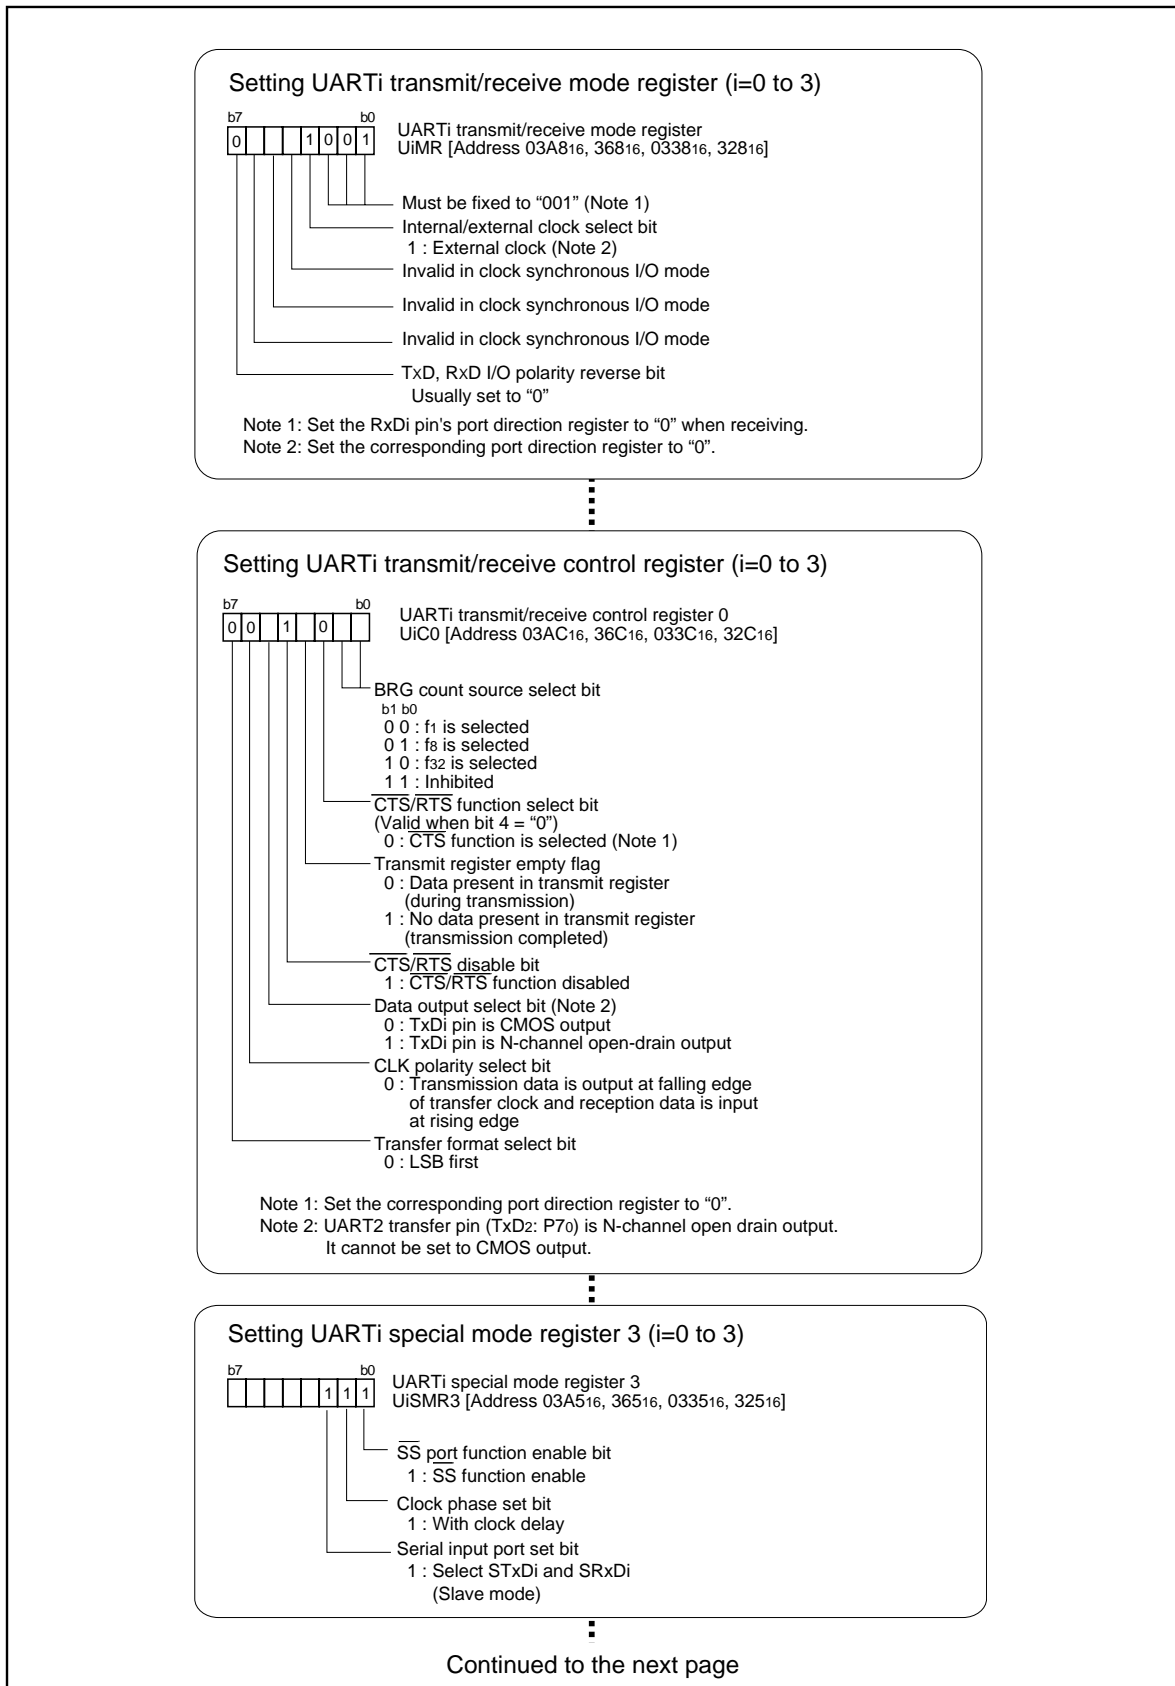 Setting UARTi transmit/receive mode register (i=0 to 3)
b7 b0
0 1 0 0 1
UARTi transmit/receive mode register
UiMR [Address 03A816, 36816, 033816, 32816]
Must be fixed to “001” (Note 1)
Internal/external clock select bit
1 : External clock (Note 2)
Invalid in clock synchronous I/O mode
Invalid in clock synchronous I/O mode
Invalid in clock synchronous I/O mode
TxD, RxD I/O polarity reverse bit
Usually set to “0”
Note 1: Set the RxDi pin's port direction register to “0” when receiving.
Note 2: Set the corresponding port direction register to “0”.
Setting UARTi transmit/receive control register (i=0 to 3)
b7 b0
0 0 1 0
UARTi transmit/receive control register 0
UiC0 [Address 03AC16, 36C16, 033C16, 32C16]
BRG count source select bit
b1 b0
0 0 : f1 is selected
0 1 : f8 is selected
1 0 : f32 is selected
1 1 : Inhibited
CTS/RTS function select bit
(Valid when bit 4 = “0”)
0 : CTS function is selected (Note 1)
Transmit register empty flag
0 : Data present in transmit register
(during transmission)
1 : No data present in transmit register
(transmission completed)
CTS/RTS disable bit
1 : CTS/RTS function disabled
Data output select bit (Note 2)
0 : TxDi pin is CMOS output
1 : TxDi pin is N-channel open-drain output
CLK polarity select bit
0 : Transmission data is output at falling edge
of transfer clock and reception data is input
at rising edge
Transfer format select bit
0 : LSB first
Note 1: Set the corresponding port direction register to “0”.
Note 2: UART2 transfer pin (TxD2: P70) is N-channel open drain output.
It cannot be set to CMOS output.
Setting UARTi special mode register 3 (i=0 to 3)
b7 b0
1 1 1
UARTi special mode register 3
UiSMR3 [Address 03A516, 36516, 033516, 32516]
SS port function enable bit
1 : SS function enable
Clock phase set bit
1 : With clock delay
Serial input port set bit
1 : Select STxDi and SRxDi
(Slave mode)
Continued to the next page